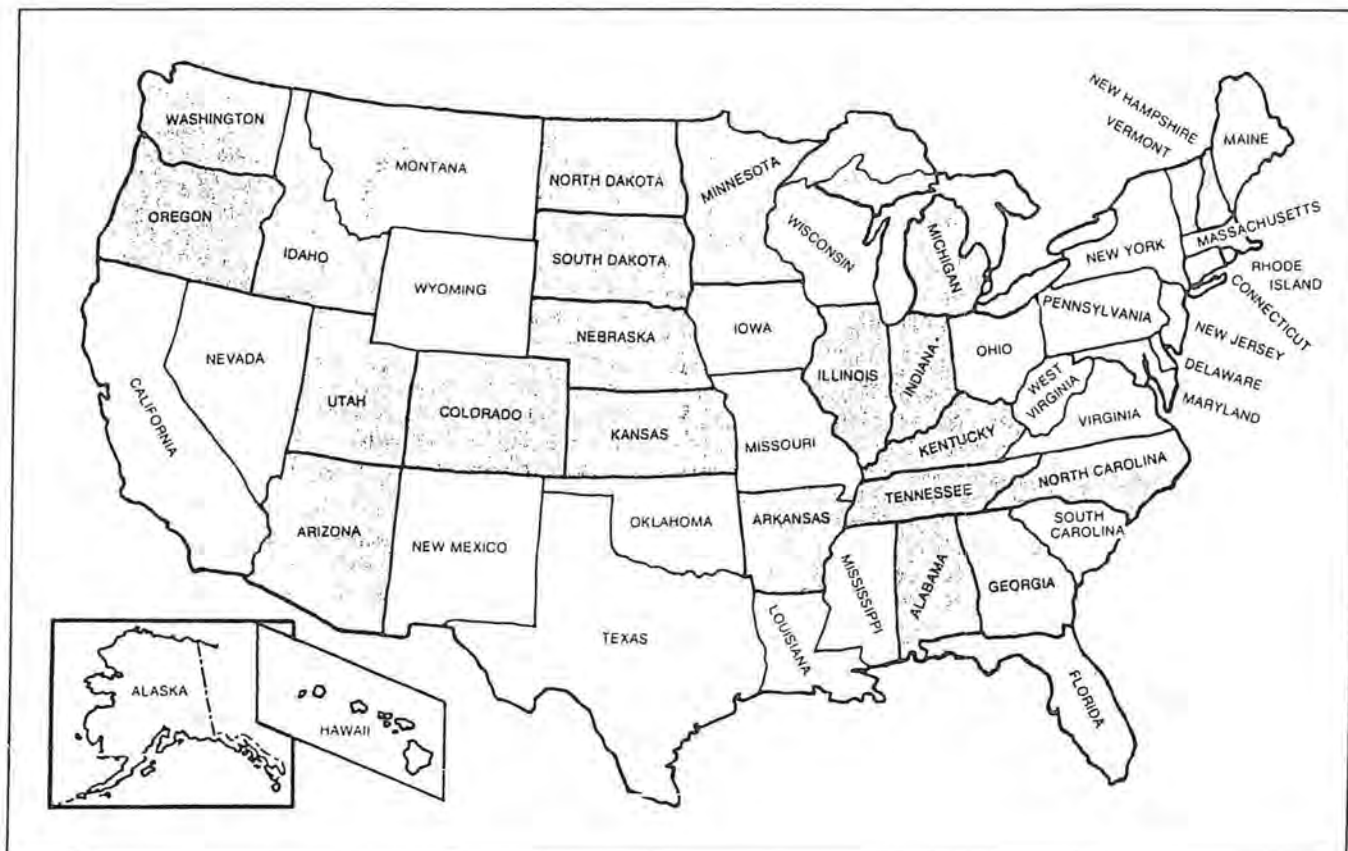 WASHINGTON
MONTANA
NORTH DAKOTA
MINNESOTA
NEW HAMPSHIRE
VERMONT
MAINE
OREGON
IDAHO
WYOMING
SOUTH DAKOTA
WISCONSIN
MICHIGAN
NEW YORK
MASSACHUSETTS
RHODE
ISLAND
CONNECTICUT
NEW JERSEY
DELAWARE
MARYLAND
CALIFORNIA
NEVADA
UTAH
COLORADO
NEBRASKA
KANSAS
IOWA
MISSOURI
ILLINOIS
INDIANA
OHIO
PENNSYLVANIA
WEST
VIRGINIA
VIRGINIA
KENTUCKY
TENNESSEE
NORTH CAROLINA
SOUTH
CAROLINA
ARIZONA
NEW MEXICO
OKLAHOMA
ARKANSAS
TEXAS
LOUISIANA
MISSISSIPPI
ALABAMA
GEORGIA
FLORIDA
ALASKA
HAWAII